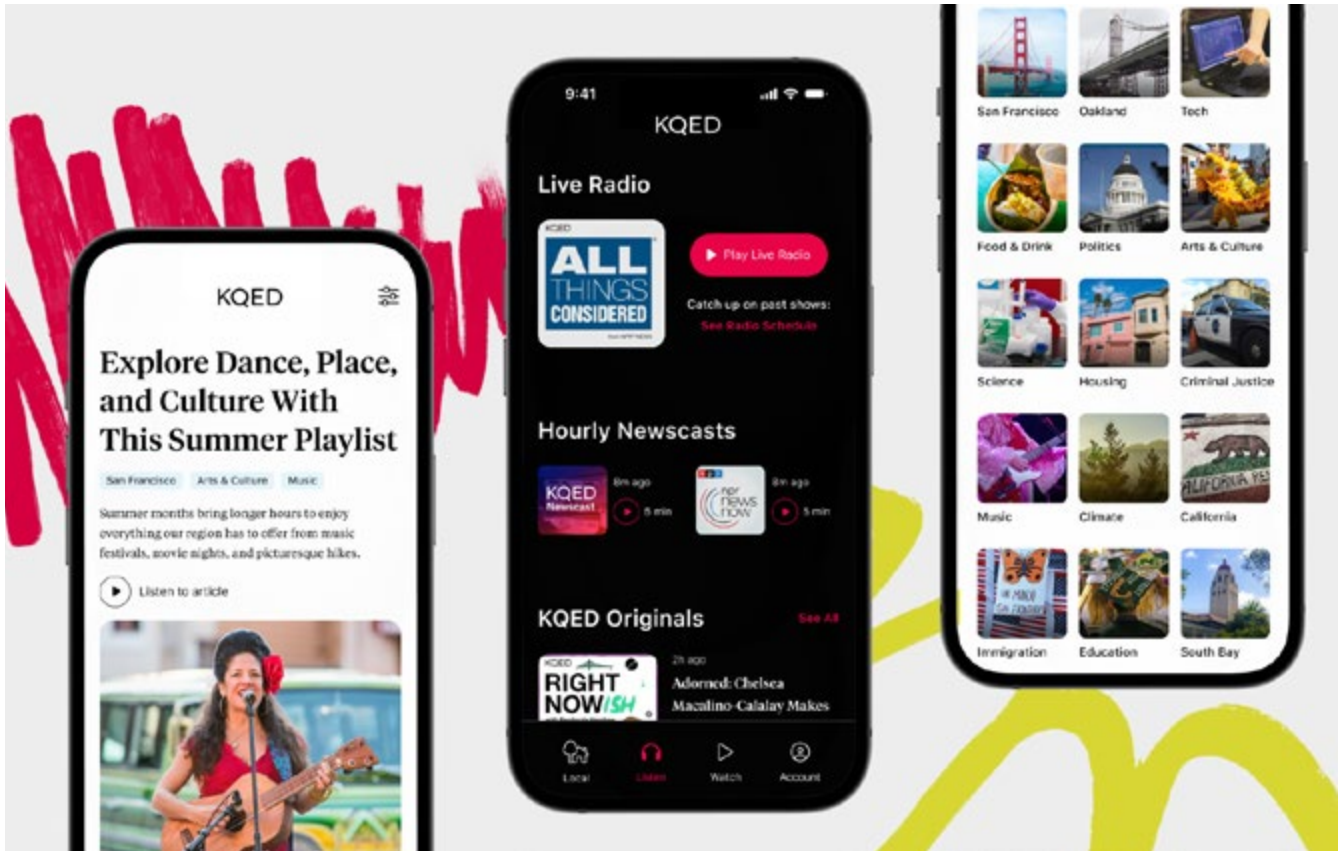 KQED
Explore Dance, Place,
and Culture With
This Summer Playlist
San Francisco
Arts & Culture
Music
Summer months bring longer hours to enjoy
everything our region has to offer from music
festivals, movie nights, and picturesque hikes.
Listen to article
9:41
KQED
Live Radio
KQED
ALL
THINGS
CONSIDERED
Play Live Radio
Catch up on past shows:
See Radio Schedule
Hourly Newscasts
KQED
Newscast
8m ago
5 min
npr
news
now
8m ago
5 min
KQED Originals
See All
KQED
RIGHT
NOWISH
2h ago
Adorned: Chelsea
Macalino-Calalay Makes
Local
Listen
Watch
Account
San Francisco
Oakland
Tech
Food & Drink
Politics
Arts & Culture
Science
Housing
Criminal Justice
Music
Climate
California
CALIFORNIA RE
Immigration
Education
South Bay